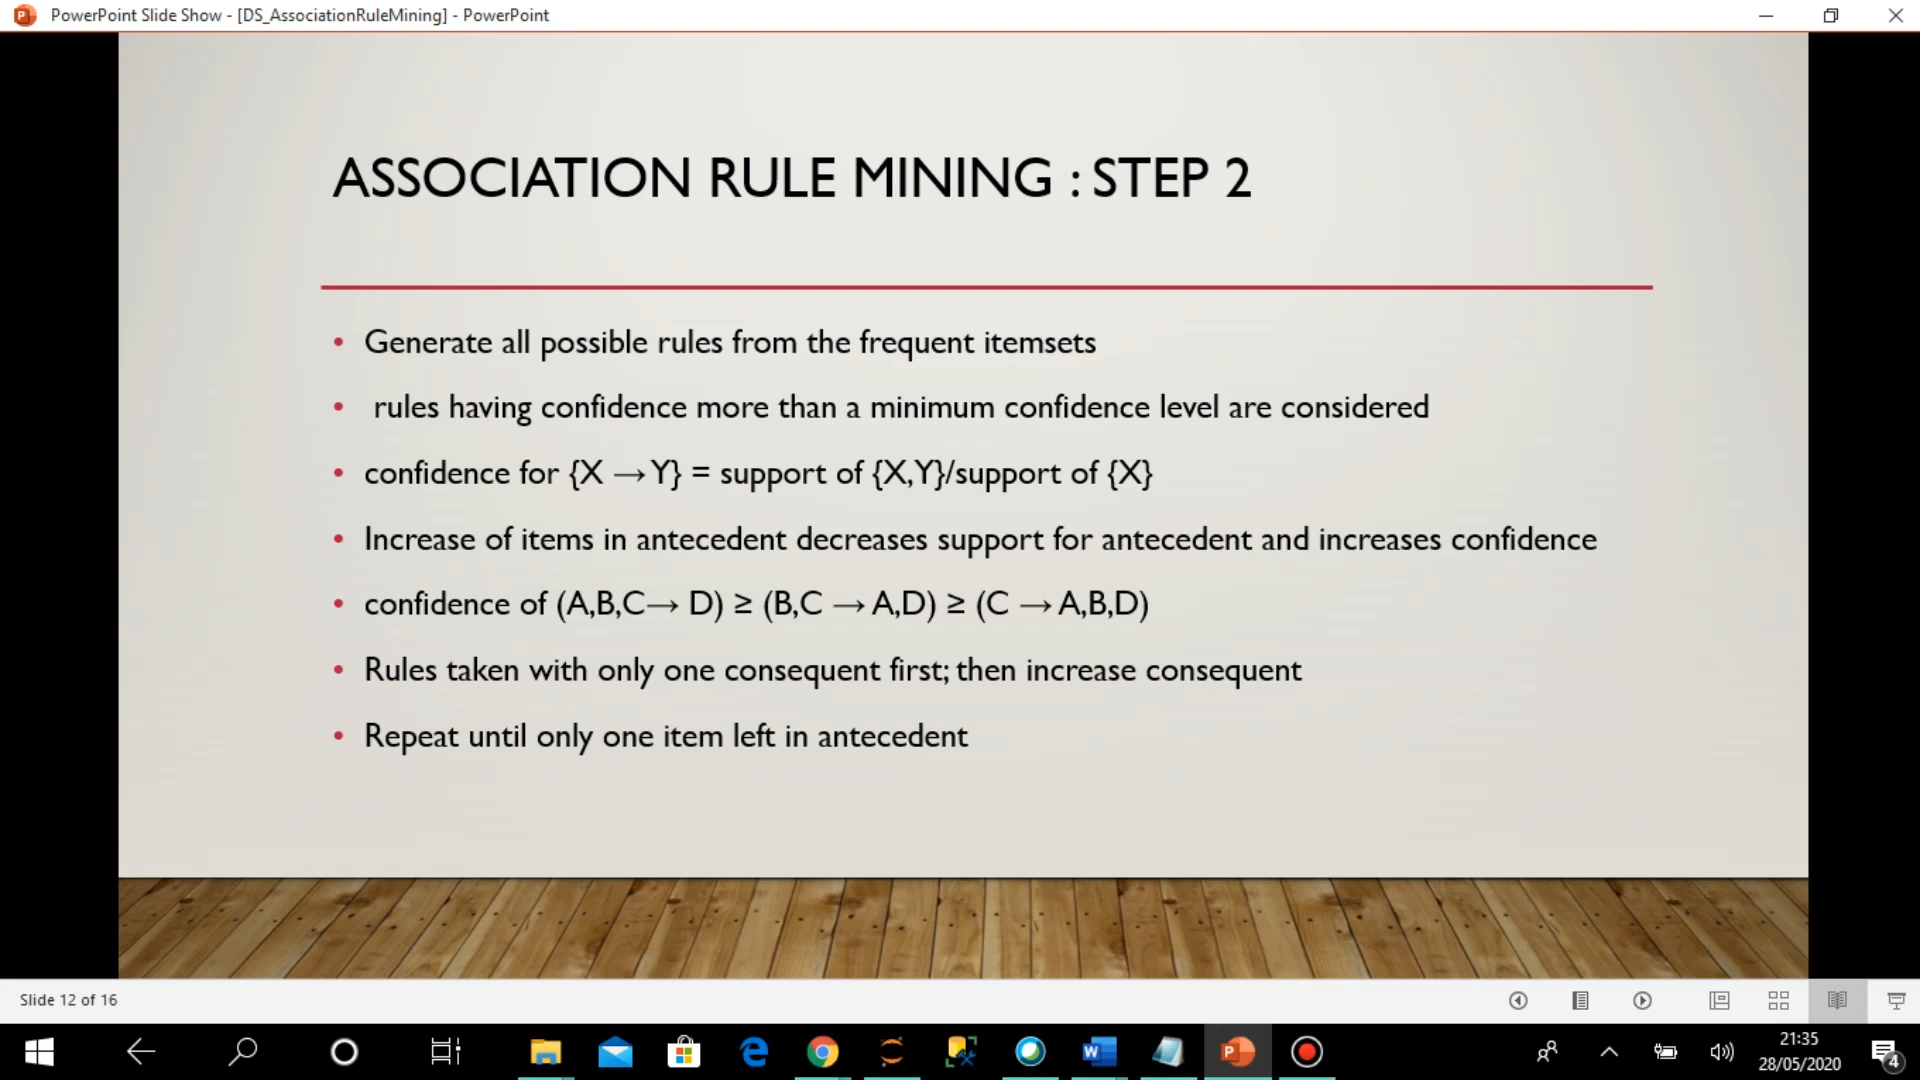 PowerPoint Slide Show - [DS_AssociationRuleMining] - PowerPoint
ASSOCIATION RULE MINING : STEP 2
• Generate all possible rules from the frequent itemsets
• rules having confidence more than a minimum confidence level are considered
• confidence for {X → Y} = support of {X,Y}/support of {X}
• Increase of items in antecedent decreases support for antecedent and increases confidence
• confidence of (A,B,C→ D) ≥ (B,C → A,D) ≥ (C → A,B,D)
• Rules taken with only one consequent first; then increase consequent
• Repeat until only one item left in antecedent
Slide 12 of 16
21:35
28/05/2020
4